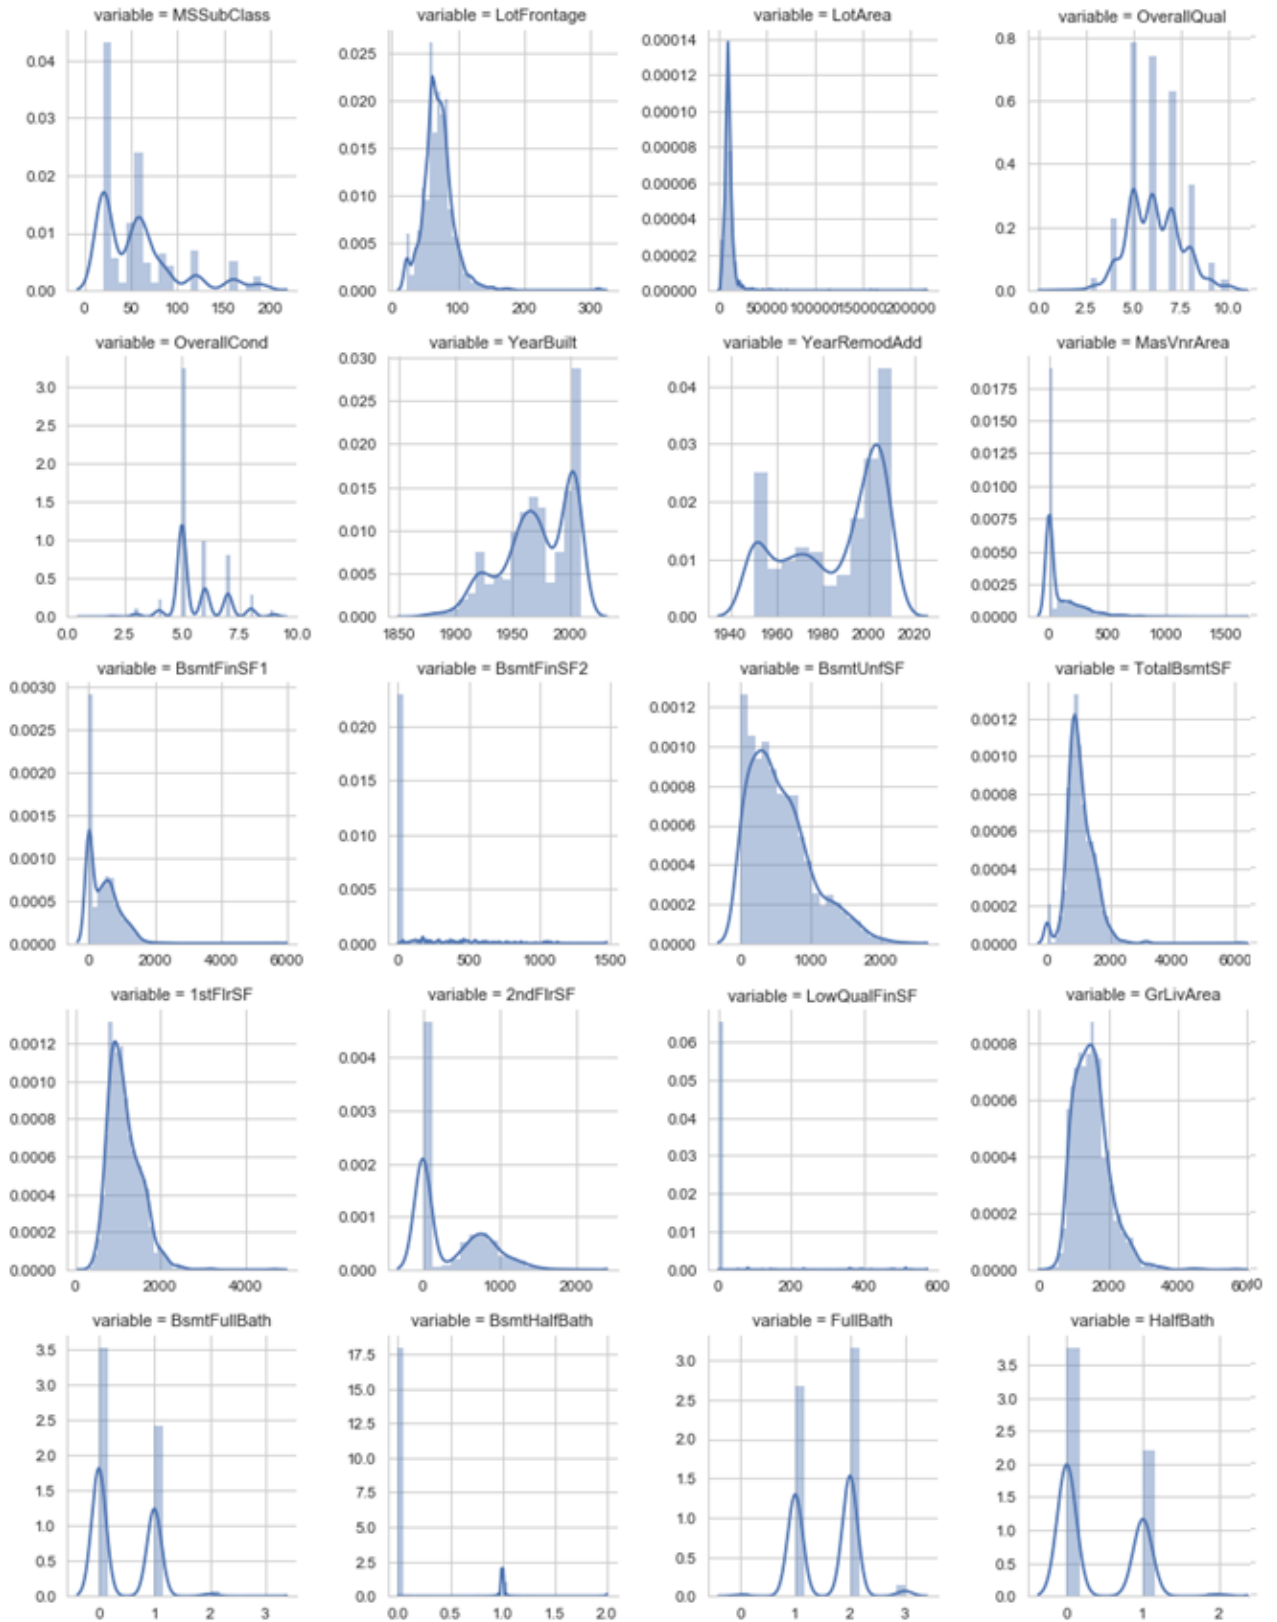 variable = MSSubClass variable = LotFrontage variable = LotArea variable = OverallQual
0.04 0.03 0.02 0.01 0.00
0 50 100 150 200
0.025 0.020 0.015 0.010 0.005 0.000
0 100 200 300
0.00014 0.00012 0.00010 0.00008 0.00006 0.00004 0.00002 0.00000
0 50000 100000 150000 200000
0.8 0.6 0.4 0.2 0.0
0.0 2.5 5.0 7.5 10.0
variable = OverallCond variable = YearBuilt variable = YearRemodAdd variable = MasVnrArea
3.0 2.5 2.0 1.5 1.0 0.5 0.0
0.0 2.5 5.0 7.5 10.0
0.030 0.025 0.020 0.015 0.010 0.005 0.000
1850 1900 1950 2000
0.04 0.03 0.02 0.01 0.00
1940 1960 1980 2000 2020
0.0175 0.0150 0.0125 0.0100 0.0075 0.0050 0.0025 0.0000
0 500 1000 1500
variable = BsmtFinSF1 variable = BsmtFinSF2 variable = BsmtUnfSF variable = TotalBsmtSF
0.0030 0.0025 0.0020 0.0015 0.0010 0.0005 0.0000
0 2000 4000 6000
0.020 0.015 0.010 0.005 0.000
0 500 1000 1500
0.0012 0.0010 0.0008 0.0006 0.0004 0.0002 0.0000
0 1000 2000
0.0012 0.0010 0.0008 0.0006 0.0004 0.0002 0.0000
0 2000 4000 6000
variable = 1stFlrSF variable = 2ndFlrSF variable = LowQualFinSF variable = GrLivArea
0.0012 0.0010 0.0008 0.0006 0.0004 0.0002 0.0000
0 2000 4000
0.004 0.003 0.002 0.001 0.000
0 1000 2000
0.06 0.05 0.04 0.03 0.02 0.01 0.00
0 200 400 600
0.0008 0.0006 0.0004 0.0002 0.0000
0 2000 4000 6000
variable = BsmtFullBath variable = BsmtHalfBath variable = FullBath variable = HalfBath
3.5 3.0 2.5 2.0 1.5 1.0 0.5 0.0
0 1 2 3
17.5 15.0 12.5 10.0 7.5 5.0 2.5 0.0
0.0 0.5 1.0 1.5 2.0
3.0 2.5 2.0 1.5 1.0 0.5 0.0
0 1 2 3
3.5 3.0 2.5 2.0 1.5 1.0 0.5 0.0
0 1 2